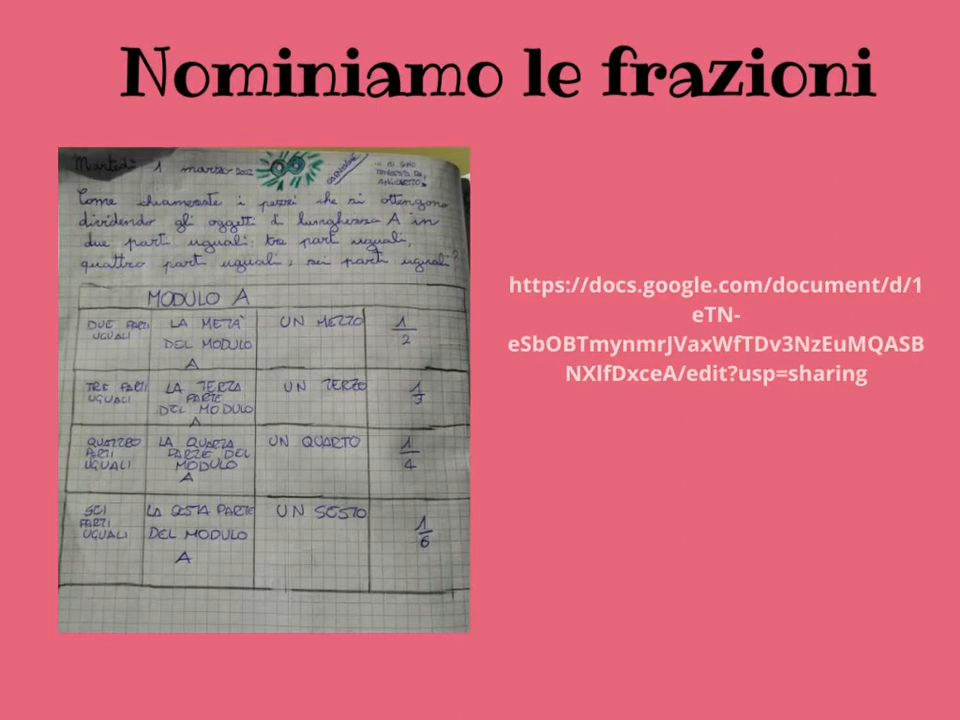 Nominiamo le frazioni
Martedì 1 marzo 2022
Come chiamereste i pezzi che si ottengono
dividendo gli oggetti di lunghezza A in
due parti uguali, tre parti uguali,
quattro parti uguali, sei parti uguali?
MODULO A
DUE PARTI
UGUALI
LA METÀ
DEL MODULO
A
UN MEZZO
1
2
TRE PARTI
UGUALI
LA TERZA
PARTE
DEL MODULO
A
UN TERZO
1
3
QUATTRO
PARTI
UGUALI
LA QUARTA
PARTE DEL
MODULO
A
UN QUARTO
1
4
SEI
PARTI
UGUALI
LA SESTA PARTE
DEL MODULO
A
UN SESTO
1
6
https://docs.google.com/document/d/1
eTN-
eSbOBTmynmrJVaxWfTDv3NzEuMQASB
NXlfDxceA/edit?usp=sharing